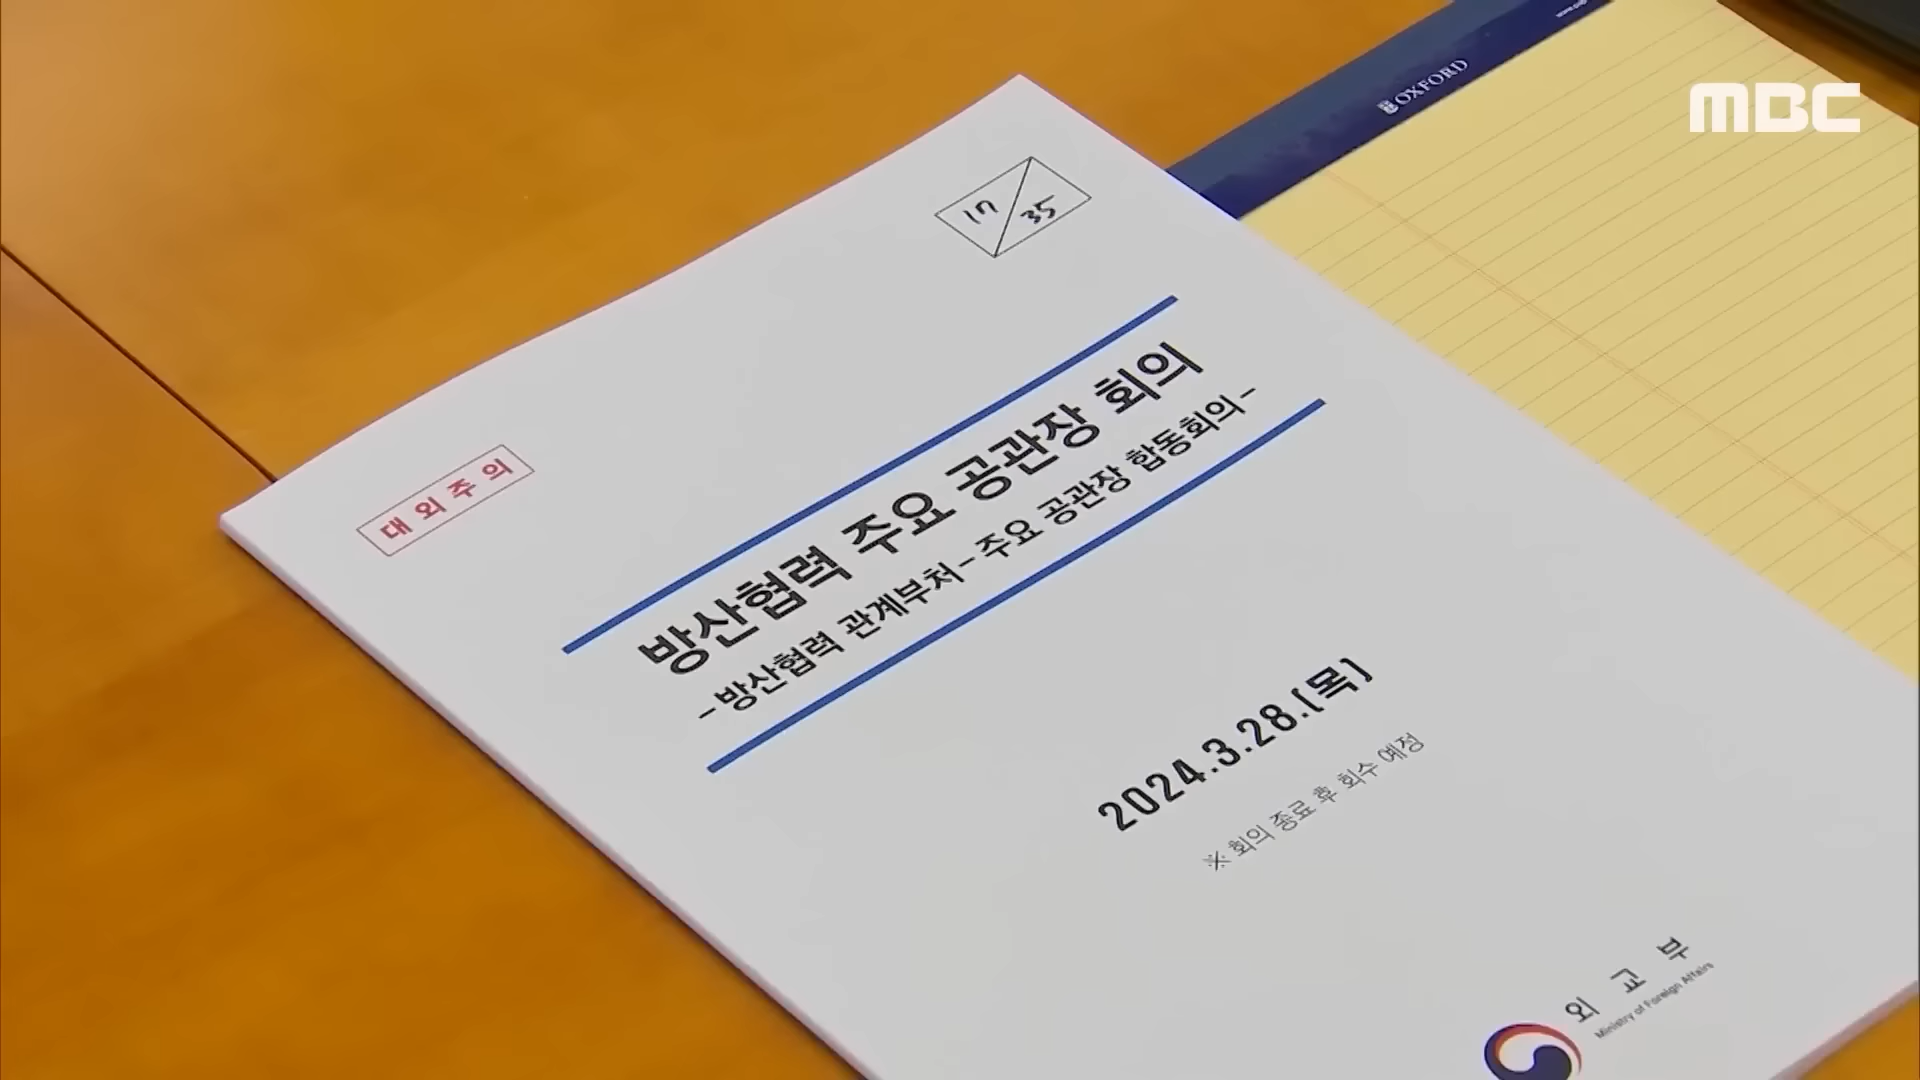 MBC
OXFORD
17/35
대외주의
방산협력 주요 공관장 회의
-방산협력 관계부처-주요 공관장 합동회의-
2024.3.28.(목)
※ 회의 종료 후 회수 예정
외교부
Ministry of Foreign Affairs